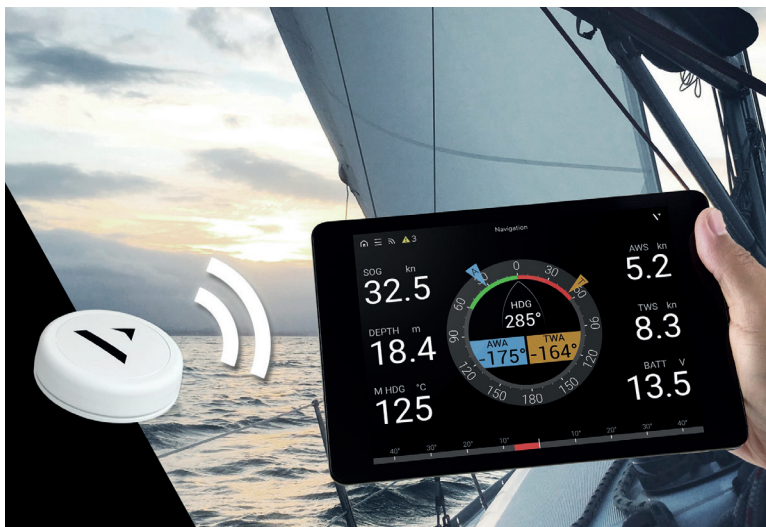 3
Navigation
SOG kn
32.5
DEPTH m
18.4
M HDG °C
125
A
T
60
30
0
30
60
90
90
120
120
150
150
180
HDG
285°
AWA
-175°
TWA
-164°
AWS kn
5.2
TWS kn
8.3
BATT V
13.5
40° 30° 20° 10° 10° 20° 30° 40°